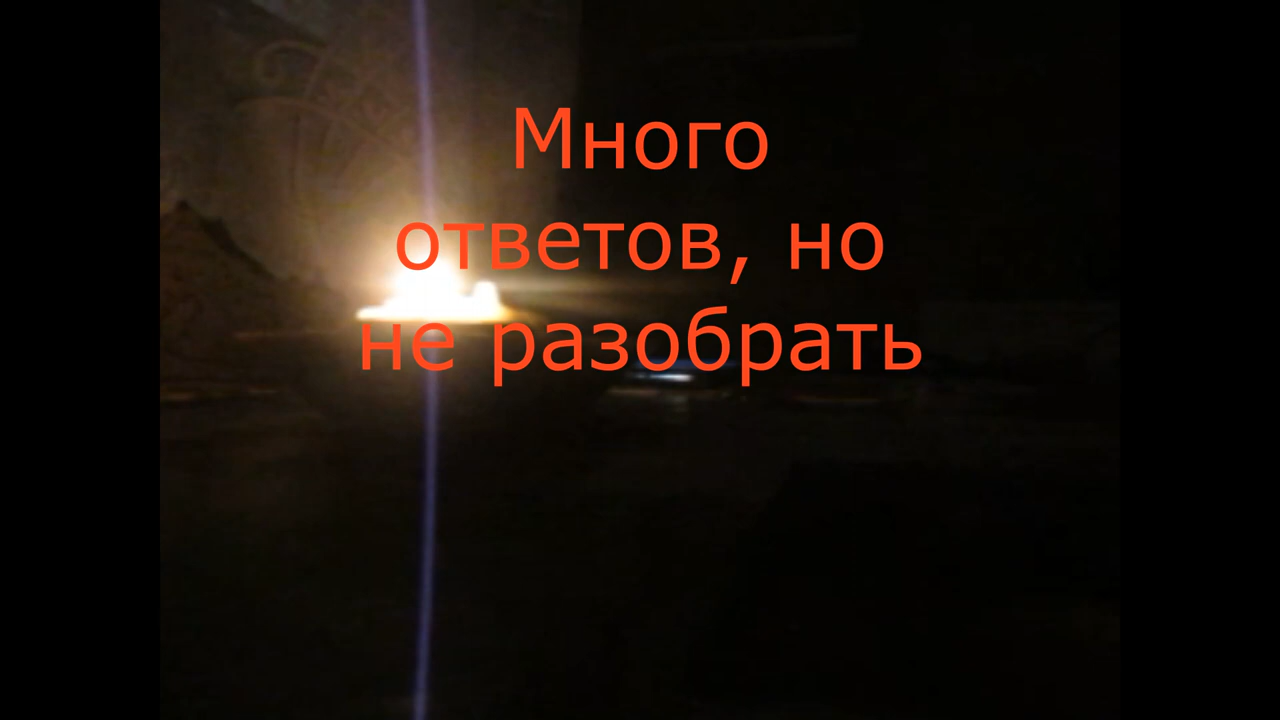 Много
ответов, но
не разобрать